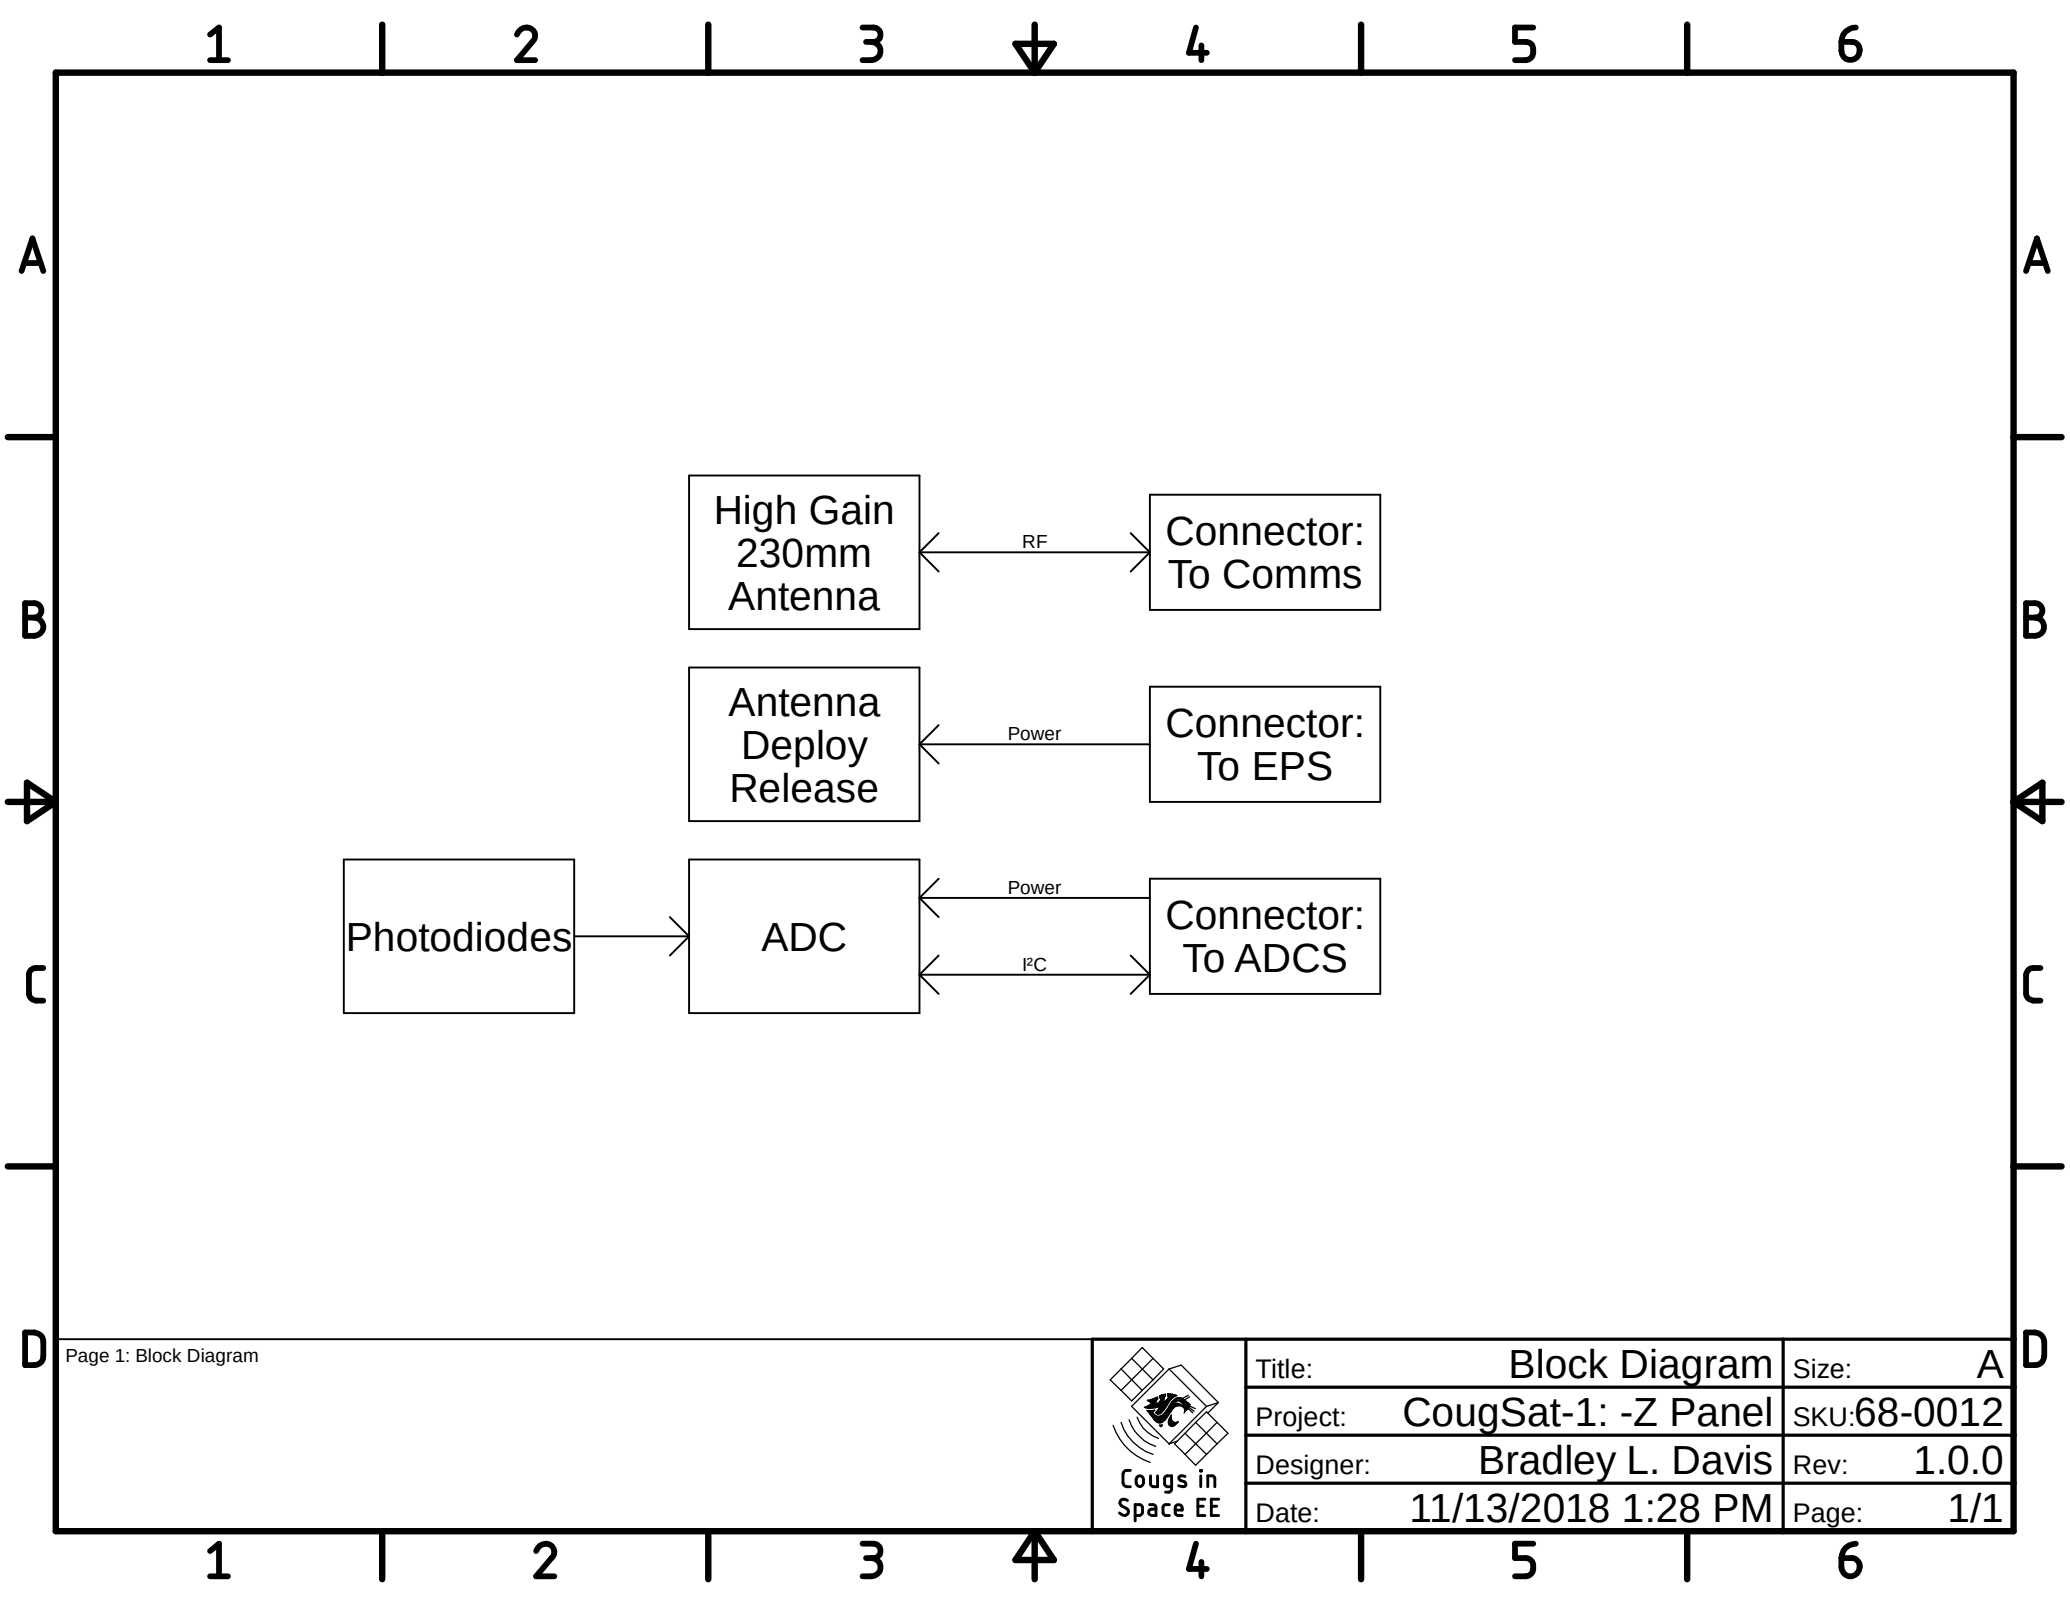 1 2 3 4 5 6
A A
High Gain
230mm
Antenna
RF
Connector:
To Comms
B B
Antenna
Deploy
Release
Power
Connector:
To EPS
Photodiodes
ADC
Power
I²C
Connector:
To ADCS
C C
D D
Page 1: Block Diagram
Cougs in
Space EE
Title: Block Diagram Size: A
Project: CougSat-1: -Z Panel SKU:68-0012
Designer: Bradley L. Davis Rev: 1.0.0
Date: 11/13/2018 1:28 PM Page: 1/1
1 2 3 4 5 6